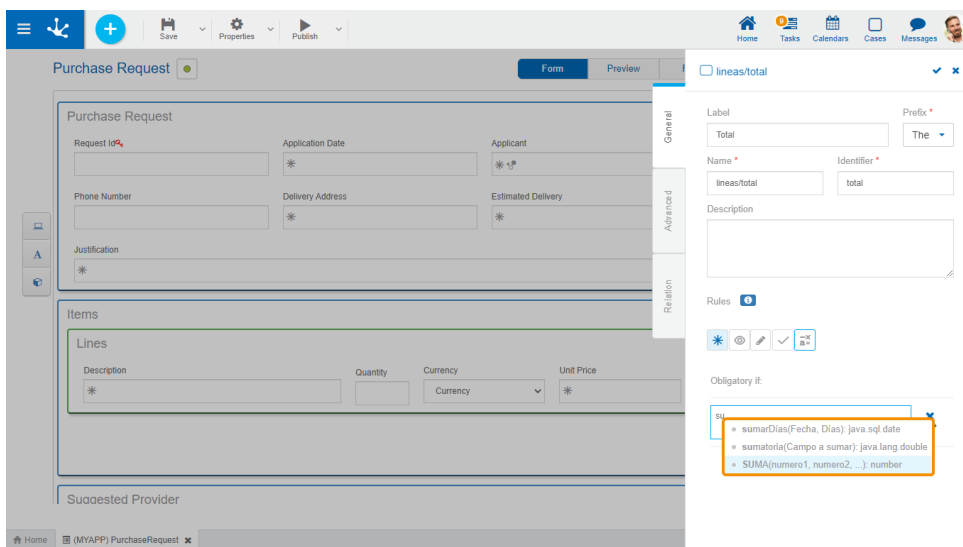 Save
Properties
Publish
Home
Tasks
Calendars
Cases
Messages
Purchase Request
Form
Preview
lineas/total
Purchase Request
Request Id
Application Date
Applicant
Phone Number
Delivery Address
Estimated Delivery
Justification
Items
Lines
Description
Quantity
Currency
Unit Price
Currency
Suggested Provider
Home
(MYAPP) PurchaseRequest
General
Advanced
Relation
Label
Prefix *
Total
The
Name *
Identifier *
lineas/total
total
Description
Rules
Obligatory if:
su
sumarDías(Fecha, Días): java.sql.date
sumatoria(Campo a sumar): java.lang.double
SUMA(numero1, numero2, ...): number